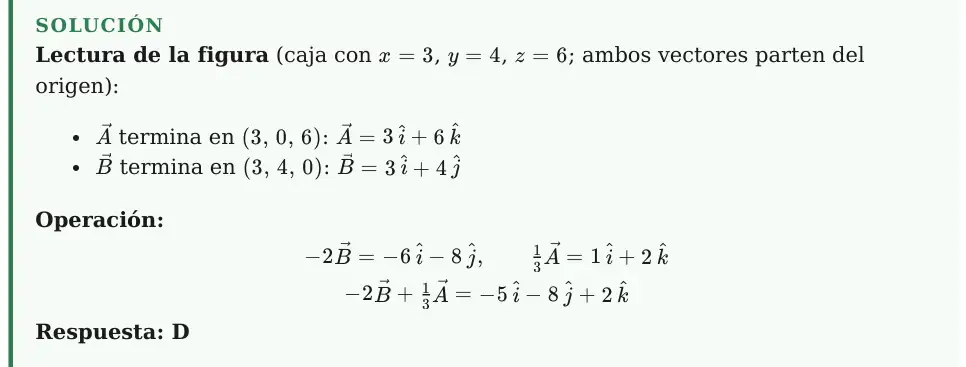 SOLUCIÓN
Lectura de la figura (caja con x = 3, y = 4, z = 6; ambos vectores parten del
origen):
• A⃗ termina en (3, 0, 6): A⃗ = 3 î + 6 k̂
• B⃗ termina en (3, 4, 0): B⃗ = 3 î + 4 ĵ
Operación:
−2B⃗ = −6 î − 8 ĵ, ⅓A⃗ = 1 î + 2 k̂
−2B⃗ + ⅓A⃗ = −5 î − 8 ĵ + 2 k̂
Respuesta: D